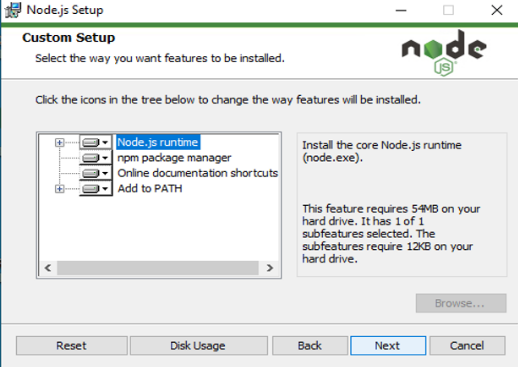 Node.js Setup
Custom Setup
Select the way you want features to be installed.
node
JS
Click the icons in the tree below to change the way features will be installed.
Node.js runtime
npm package manager
Online documentation shortcuts
Add to PATH
Install the core Node.js runtime
(node.exe).
This feature requires 54MB on your
hard drive. It has 1 of 1
subfeatures selected. The
subfeatures require 12KB on your
hard drive.
Browse...
Reset
Disk Usage
Back
Next
Cancel